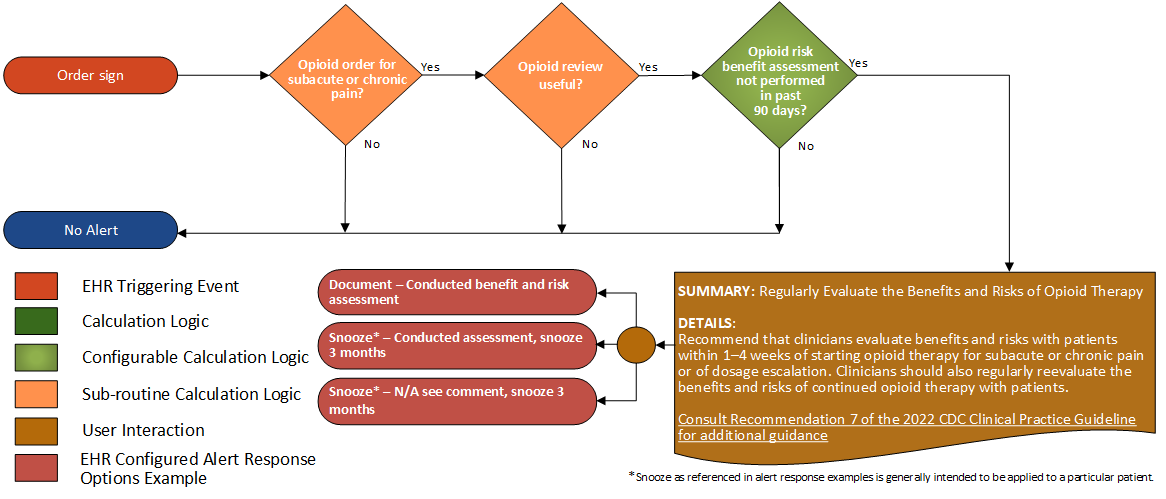 Order sign
Opioid order for
subacute or chronic
pain?
Yes
No
Opioid review
useful?
Yes
No
Opioid risk
benefit assessment
not performed
in past
90 days?
Yes
No
No Alert
EHR Triggering Event
Calculation Logic
Configurable Calculation Logic
Sub-routine Calculation Logic
User Interaction
EHR Configured Alert Response
Options Example
Document – Conducted benefit and risk
assessment
Snooze* – Conducted assessment, snooze
3 months
Snooze* – N/A see comment, snooze 3
months
SUMMARY: Regularly Evaluate the Benefits and Risks of Opioid Therapy
DETAILS:
Recommend that clinicians evaluate benefits and risks with patients
within 1–4 weeks of starting opioid therapy for subacute or chronic pain
or of dosage escalation. Clinicians should also regularly reevaluate the
benefits and risks of continued opioid therapy with patients.
Consult Recommendation 7 of the 2022 CDC Clinical Practice Guideline
for additional guidance
*Snooze as referenced in alert response examples is generally intended to be applied to a particular patient.